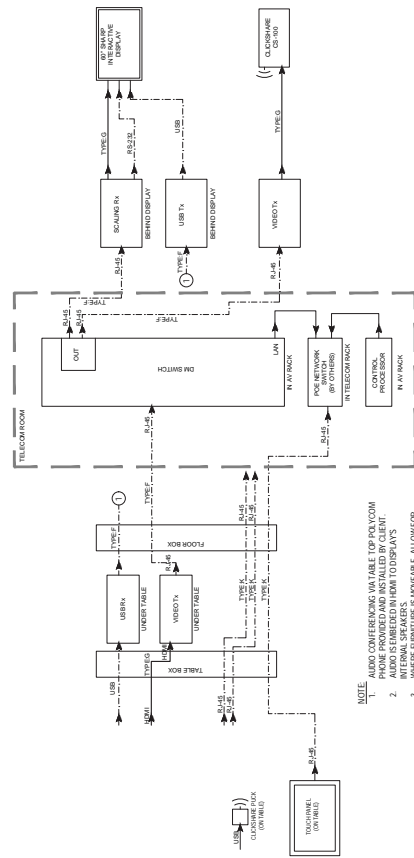 60" SHARP
INTERACTIVE
DISPLAY
CLICKSHARE
CS-100
TYPE:G
RS-232
USB
TYPE:G
SCALING Rx
BEHIND DISPLAY
USB Tx
BEHIND DISPLAY
VIDEO Tx
RJ-45
TYPE:F
1
RJ-45
TELECOM ROOM
RJ-45
RJ-45
TYPE:F
TYPE:F
OUT
DM SWITCH
LAN
IN AV RACK
POE NETWORK
SWITCH
(BY OTHERS)
IN TELECOM RACK
CONTROL
PROCESSOR
IN AV RACK
RJ-45
RJ-45
RJ-45
RJ-45
TYPE:F
1
TYPE:F
RJ-45
FLOOR BOX
TYPE:K
TYPE:K
TYPE:K
USB Rx
UNDER TABLE
VIDEO Tx
UNDER TABLE
TYPE:G
HDMI
TABLE BOX
USB
HDMI
RJ-45
RJ-45
RJ-45
USB
CLICKSHARE PUCK
(ON TABLE)
TOUCH PANEL
(ON TABLE)
NOTE:
1. AUDIO CONFERENCING VIA TABLE TOP POLYCOM
PHONE PROVIDED AND INSTALLED BY CLIENT.
2. AUDIO IS EMBEDED IN HDMI TO DISPLAY'S
INTERNAL SPEAKERS.
3. WHERE FURNITURE IS MOVEABLE, ALLOW FOR